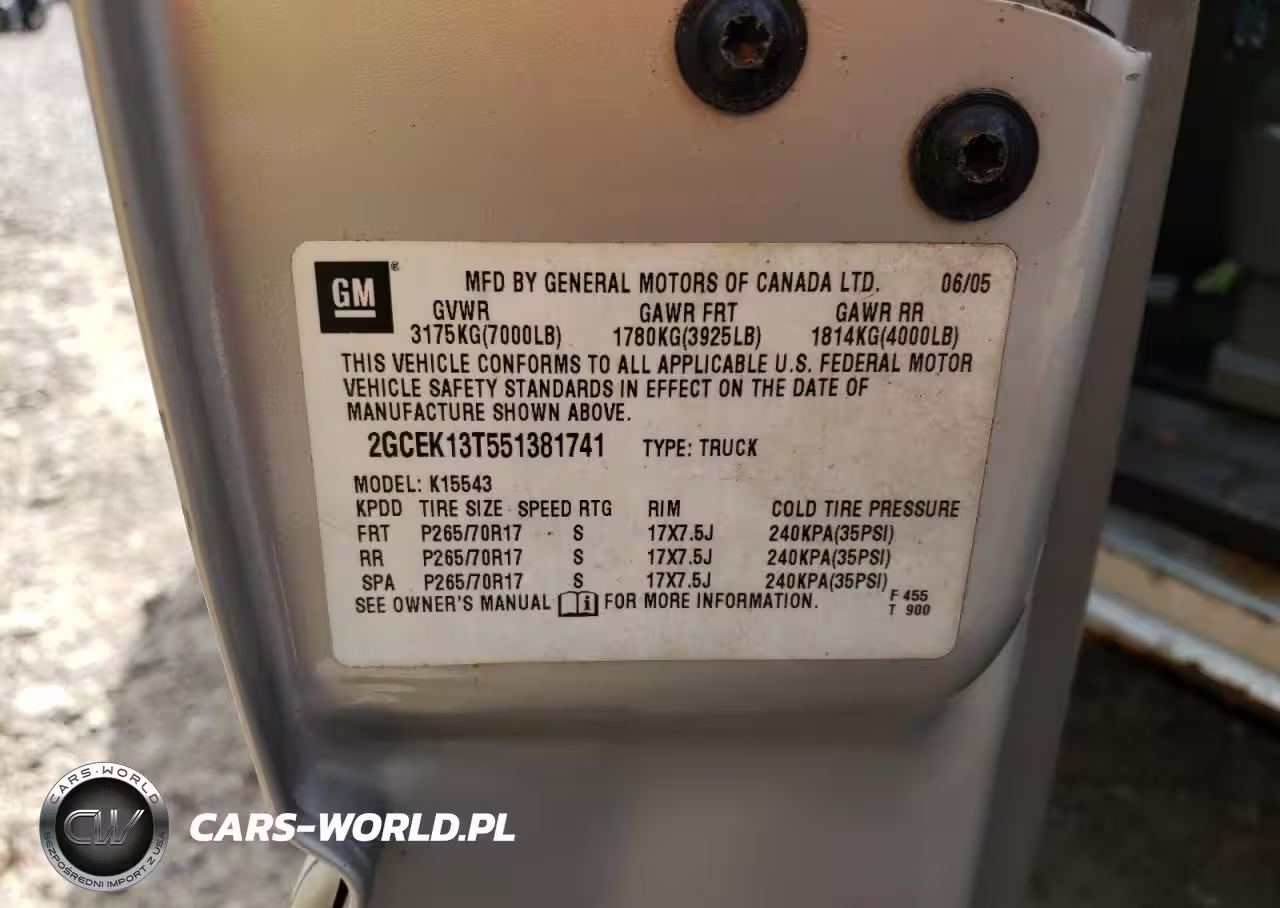 GM ®
MFD BY GENERAL MOTORS OF CANADA LTD. 06/05
GVWR GAWR FRT GAWR RR
3175KG(7000LB) 1780KG(3925LB) 1814KG(4000LB)
THIS VEHICLE CONFORMS TO ALL APPLICABLE U.S. FEDERAL MOTOR
VEHICLE SAFETY STANDARDS IN EFFECT ON THE DATE OF
MANUFACTURE SHOWN ABOVE.
2GCEK13T551381741 TYPE: TRUCK
MODEL: K15543
KPDD TIRE SIZE SPEED RTG RIM COLD TIRE PRESSURE
FRT P265/70R17 S 17X7.5J 240KPA(35PSI)
RR P265/70R17 S 17X7.5J 240KPA(35PSI)
SPA P265/70R17 S 17X7.5J 240KPA(35PSI)
SEE OWNER'S MANUAL i FOR MORE INFORMATION.
F 455
T 900
CARS-WORLD
CW
BEZPOŚREDNI IMPORT Z USA
CARS-WORLD.PL